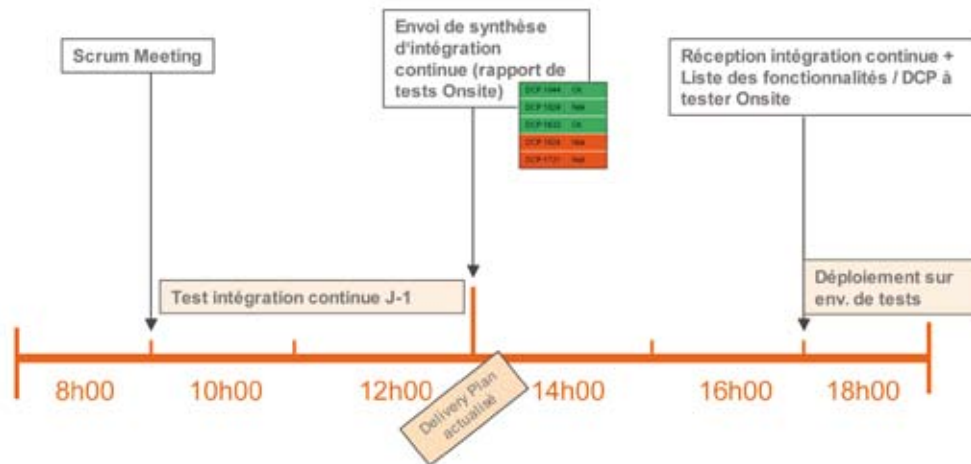 Scrum Meeting
Envoi de synthèse
d'intégration
continue (rapport de
tests Onsite)
Réception intégration continue +
Liste des fonctionnalités / DCP à
tester Onsite
Test intégration continue J-1
Déploiement sur
env. de tests
8h00
10h00
12h00
14h00
16h00
18h00
Delivery Plan
actualisé